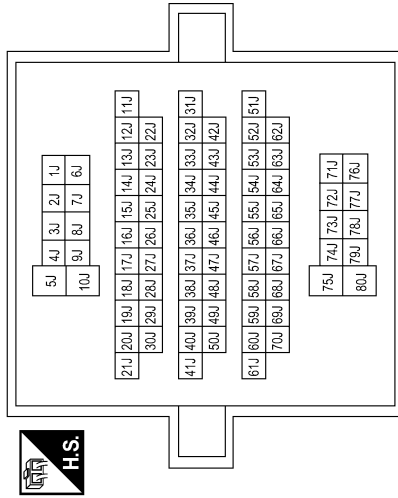 H.S.
5J 4J 3J 2J 1J
10J 9J 8J 7J 6J
21J 20J 19J 18J 17J 16J 15J 14J 13J 12J 11J
30J 29J 28J 27J 26J 25J 24J 23J 22J
41J 40J 39J 38J 37J 36J 35J 34J 33J 32J 31J
50J 49J 48J 47J 46J 45J 44J 43J 42J
61J 60J 59J 58J 57J 56J 55J 54J 53J 52J 51J
70J 69J 68J 67J 66J 65J 64J 63J 62J
75J 74J 73J 72J 71J
80J 79J 78J 77J 76J